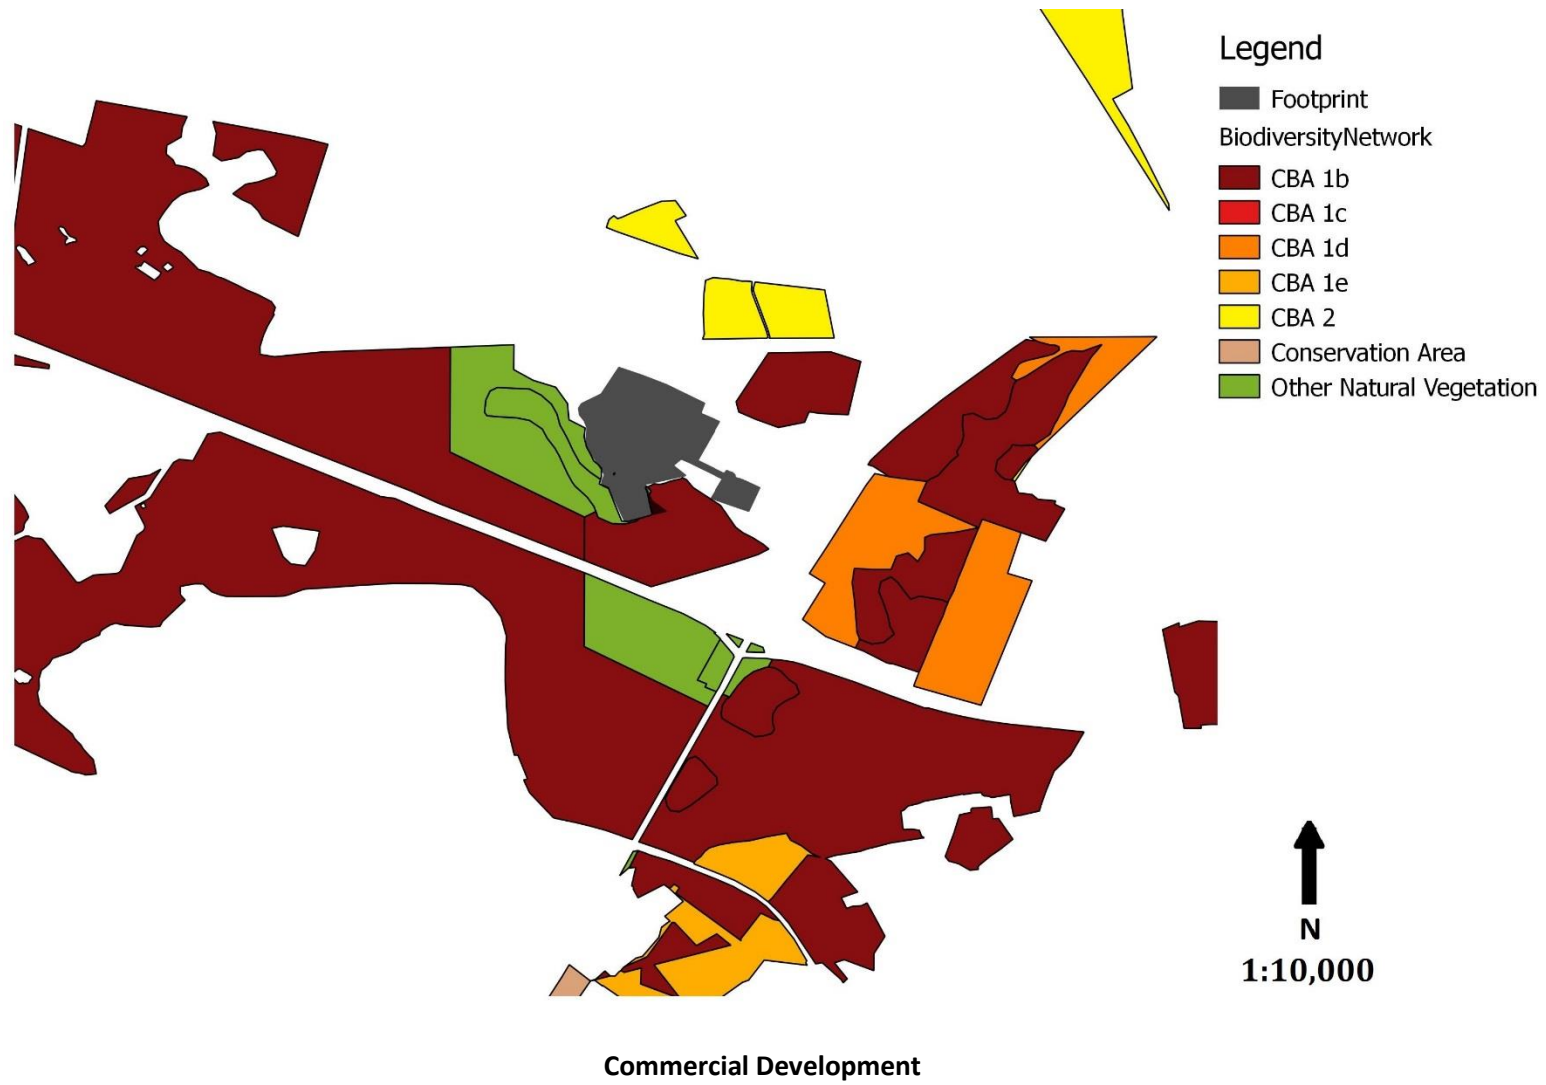 Legend
Footprint
BiodiversityNetwork
CBA 1b
CBA 1c
CBA 1d
CBA 1e
CBA 2
Conservation Area
Other Natural Vegetation
N
1:10,000
Commercial Development